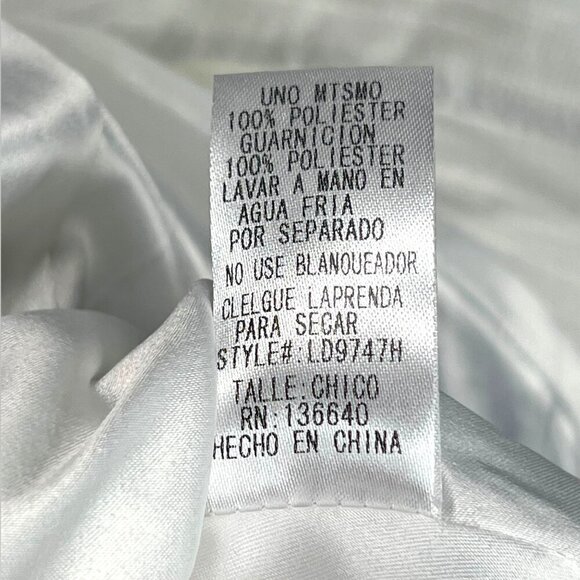 UNO MTSMO
100% POLIESTER
GUARNICION
100% POLIESTER
LAVAR A MANO EN
AGUA FRIA
POR SEPARADO
NO USE BLANQUEADOR
CLELGUE LAPRENDA
PARA SECAR
STYLE#:LD9747H
TALLE:CHICO
RN:136640
HECHO EN CHINA